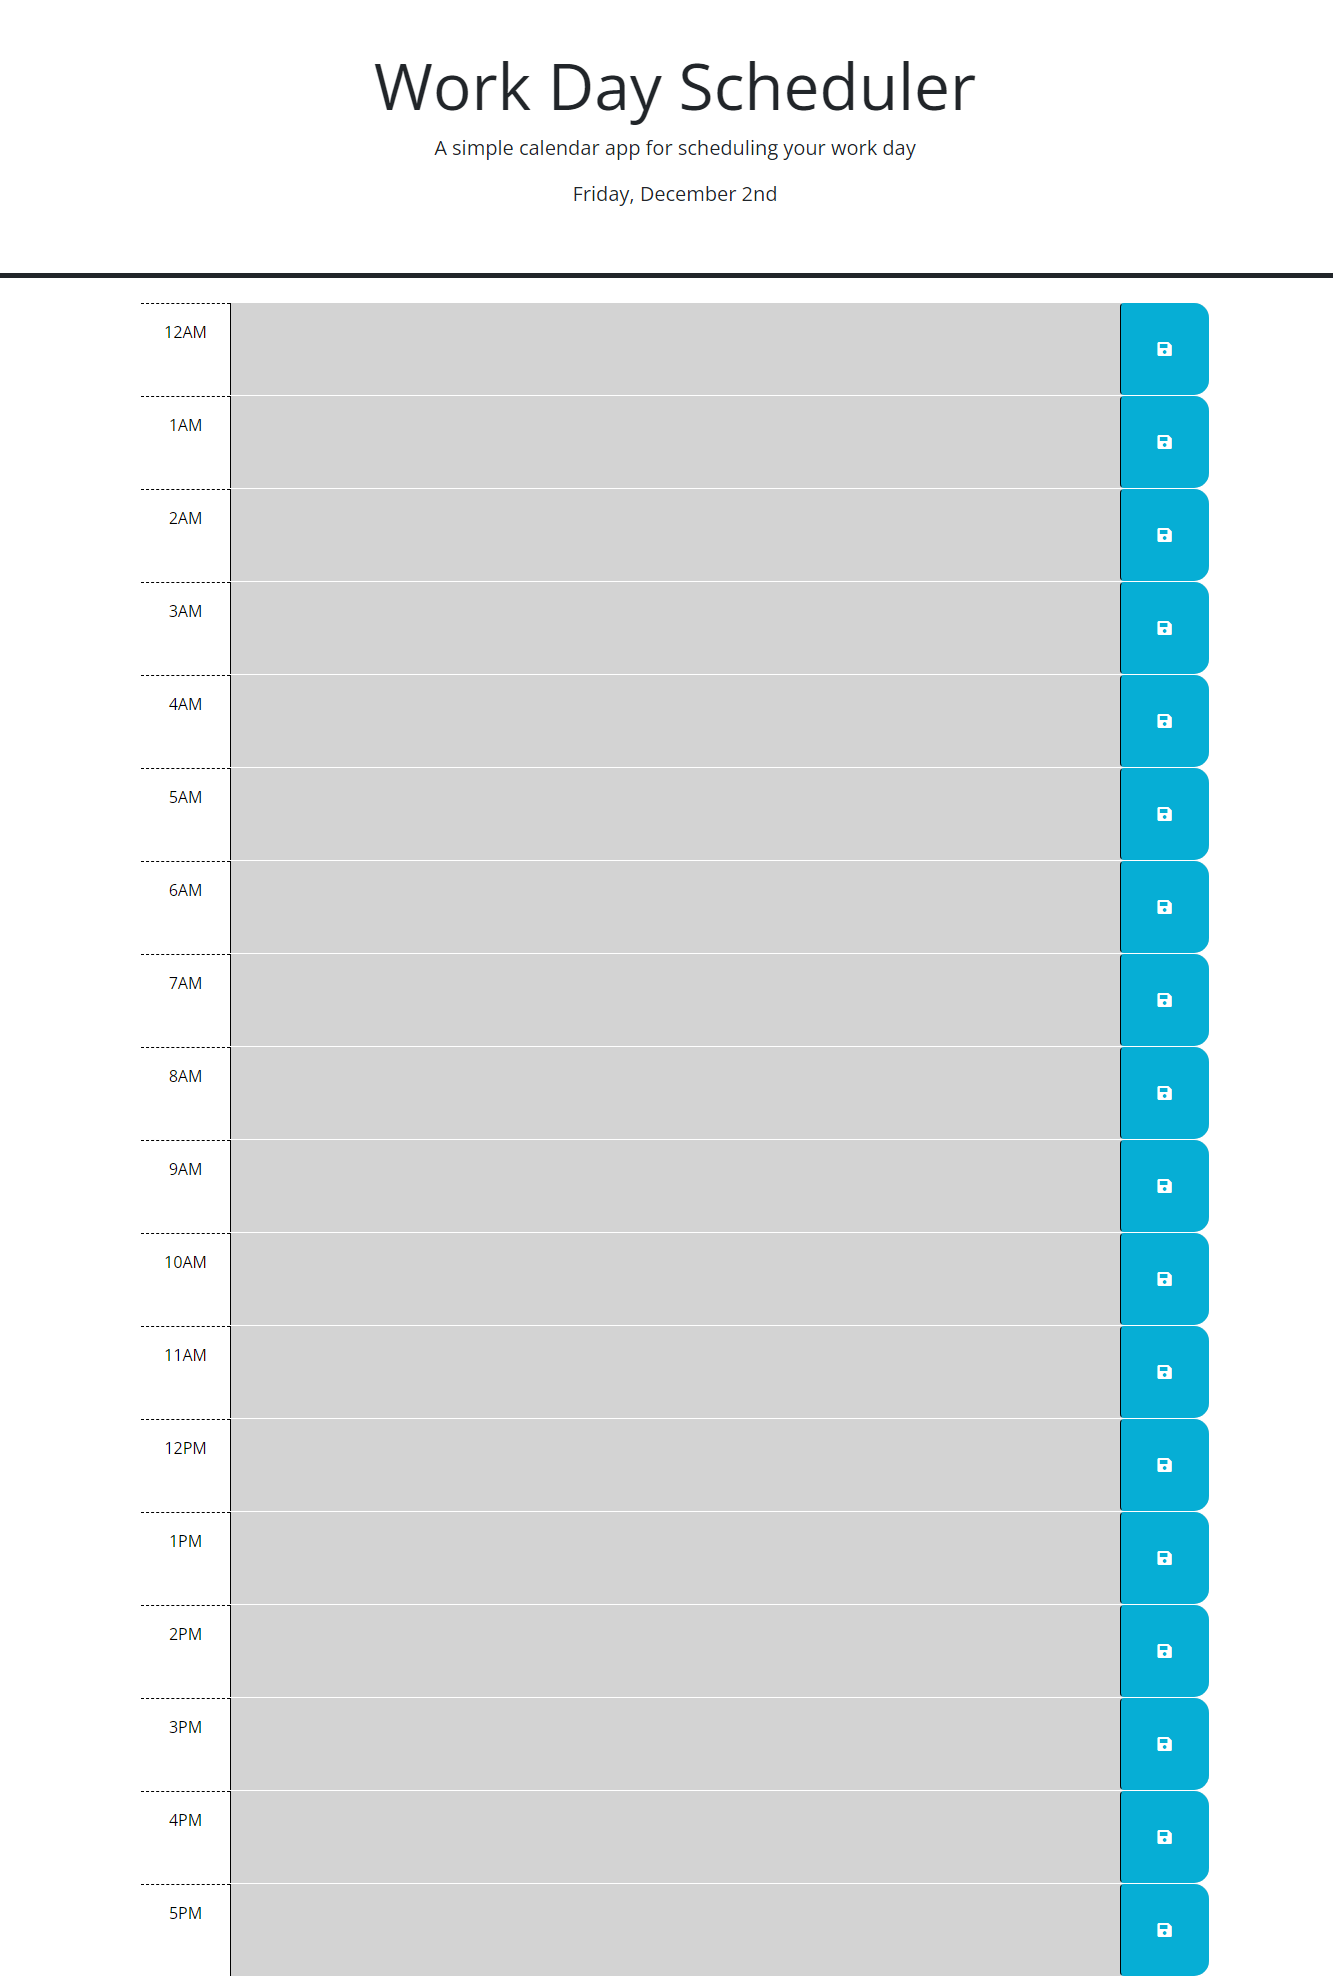 Work Day Scheduler
A simple calendar app for scheduling your work day
Friday, December 2nd
12AM
1AM
2AM
3AM
4AM
5AM
6AM
7AM
8AM
9AM
10AM
11AM
12PM
1PM
2PM
3PM
4PM
5PM